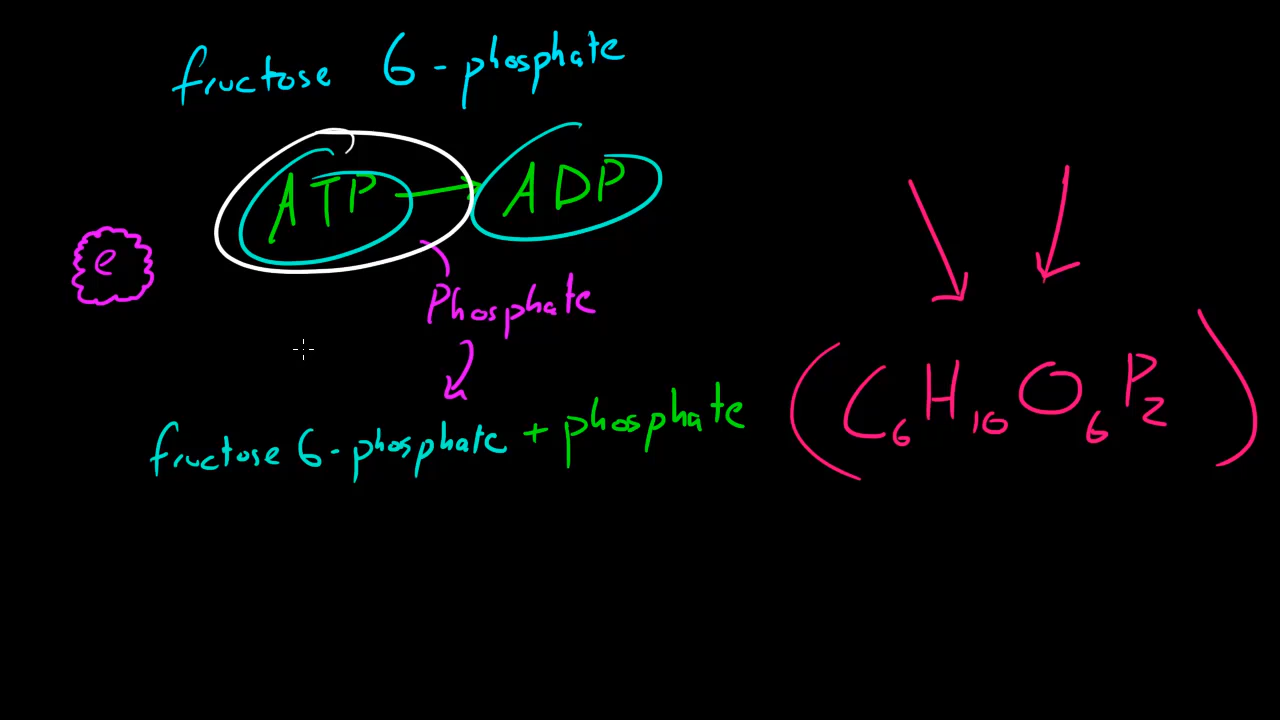 fructose 6-phosphate
ATP → ADP
e
Phosphate
fructose 6-phosphate + phosphate
(C₆H₁₀O₆P₂)